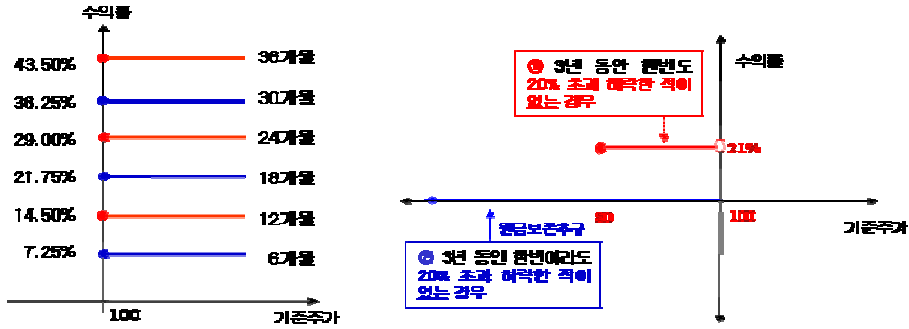 수익률
43.50%
36개월
36.25%
30개월
29.00%
24개월
21.75%
18개월
14.50%
12개월
7.25%
6개월
100
기준주가
수익률
① 3년 동안 한번도
20% 초과 하락한 적이
없는 경우
21%
80
100
기준주가
원금보존추구
② 3년 동안 한번이라도
20% 초과 하락한 적이
있는 경우